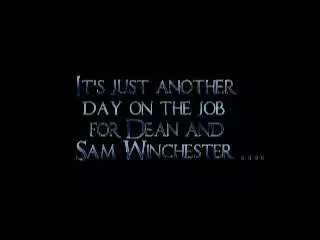 It's just another
day on the job
for Dean and
Sam Winchester ....